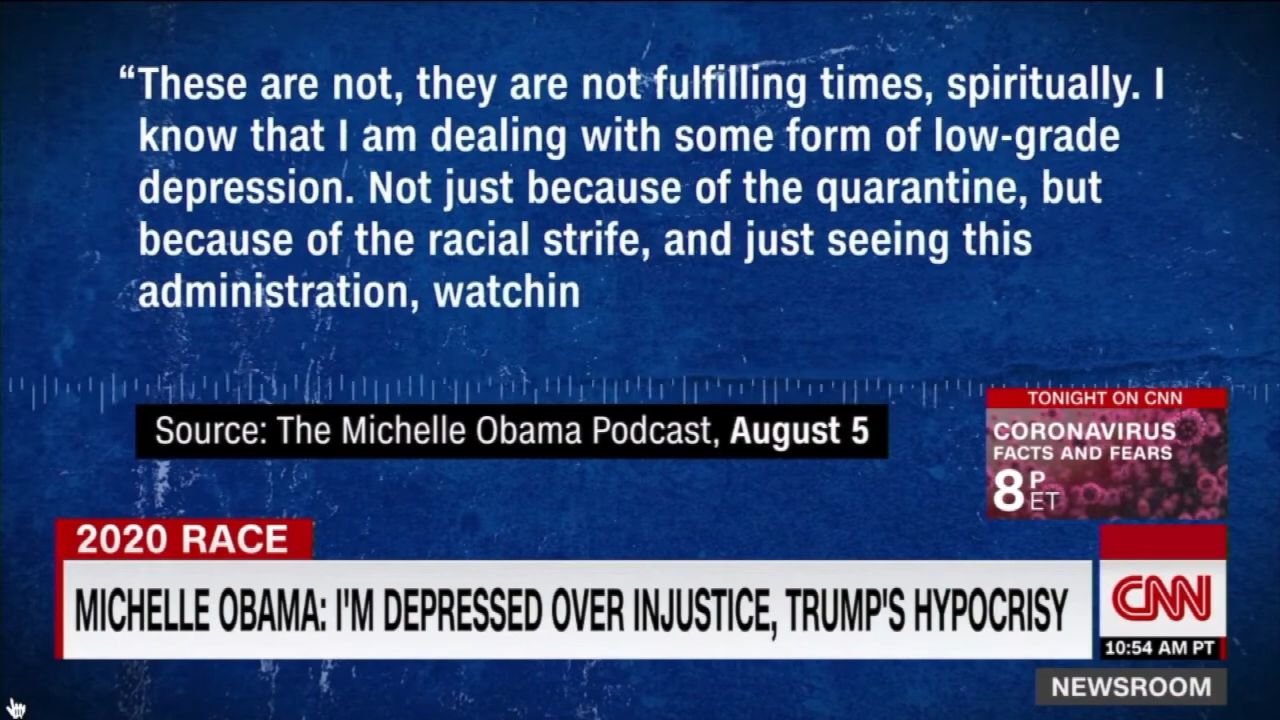 “These are not, they are not fulfilling times, spiritually. I
know that I am dealing with some form of low-grade
depression. Not just because of the quarantine, but
because of the racial strife, and just seeing this
administration, watchin
Source: The Michelle Obama Podcast, August 5
TONIGHT ON CNN
CORONAVIRUS
FACTS AND FEARS
8 P
ET
2020 RACE
MICHELLE OBAMA: I'M DEPRESSED OVER INJUSTICE, TRUMP'S HYPOCRISY
CNN
10:54 AM PT
NEWSROOM